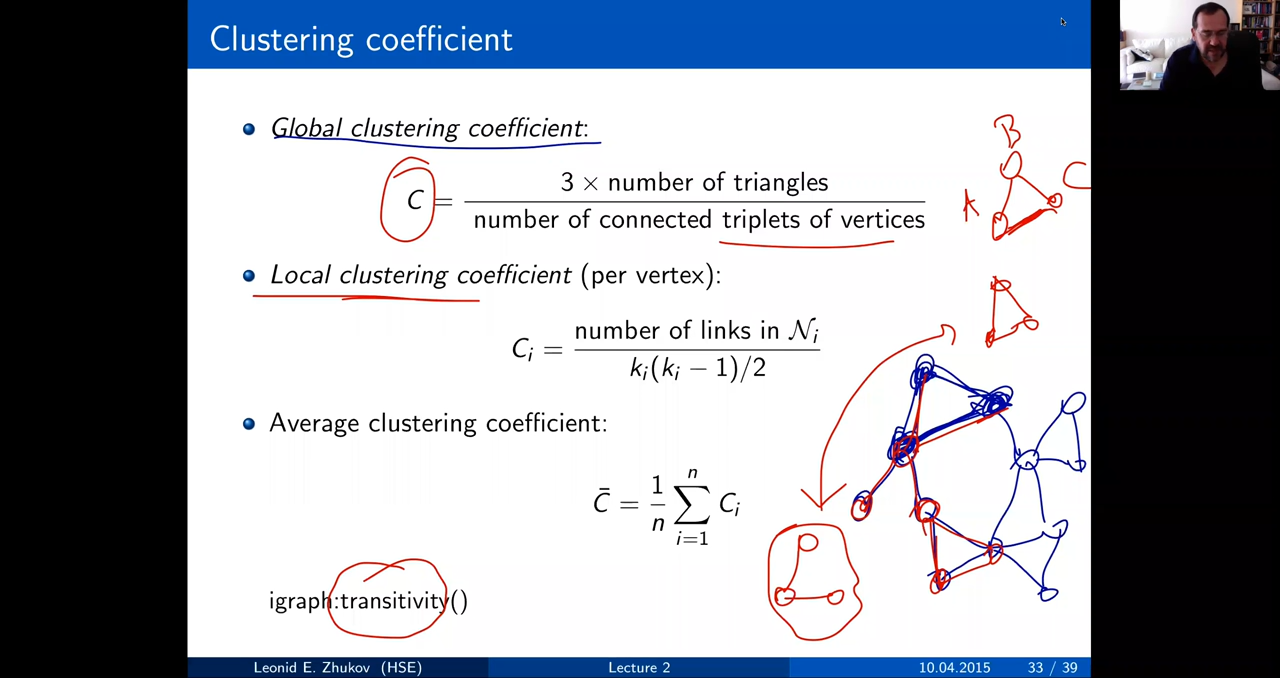 Clustering coefficient
Global clustering coefficient:
C = 3 × number of triangles / number of connected triplets of vertices
Local clustering coefficient (per vertex):
C_i = number of links in 𝒩_i / k_i(k_i − 1)/2
Average clustering coefficient:
C̄ = 1/n ∑_{i=1}^{n} C_i
igraph:transitivity()
B
C
A
Leonid E. Zhukov (HSE)
Lecture 2
10.04.2015
33 / 39